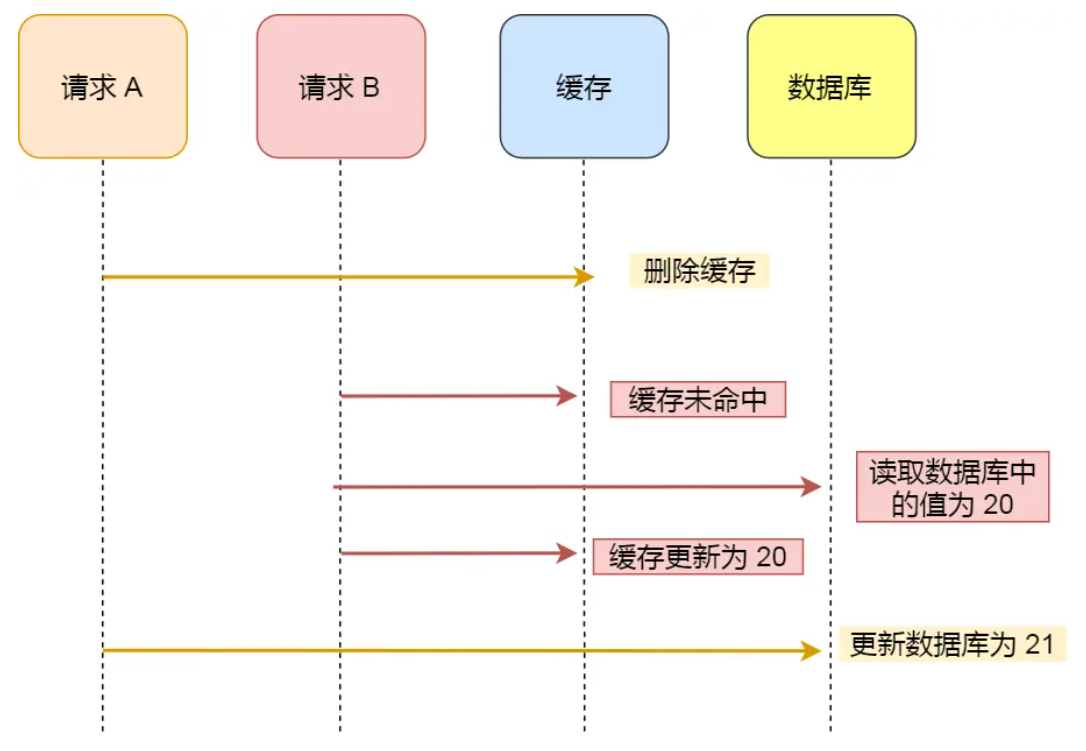 请求 A
请求 B
缓存
数据库
删除缓存
缓存未命中
读取数据库中
的值为 20
缓存更新为 20
更新数据库为 21